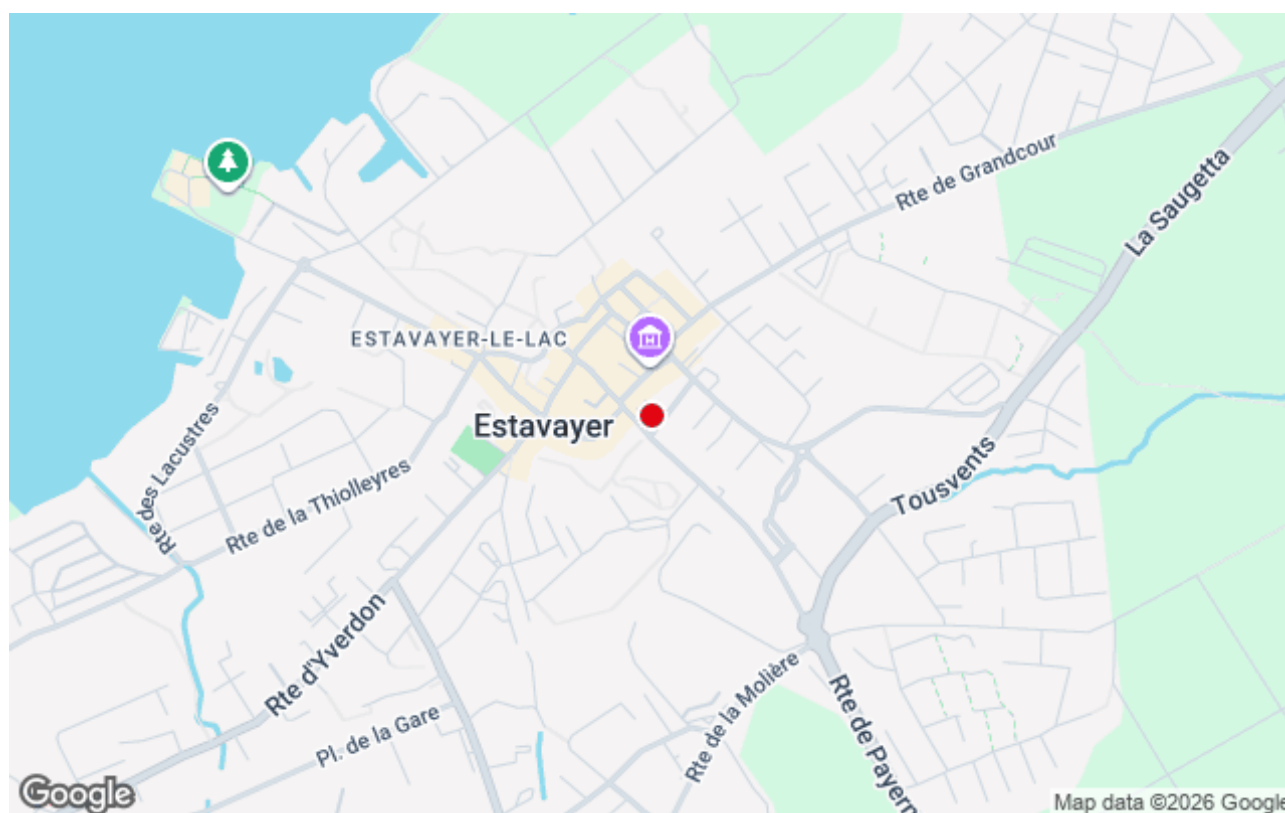 Rte de Grandcour
La Saugetta
ESTAVAYER-LE-LAC
Estavayer
Rte des Lacustres
Rte de la Thiolleyres
Tousvents
Rte d'Yverdon
Pl. de la Gare
Rte de la Molière
Rte de Payern
Google
Map data ©2026 Google